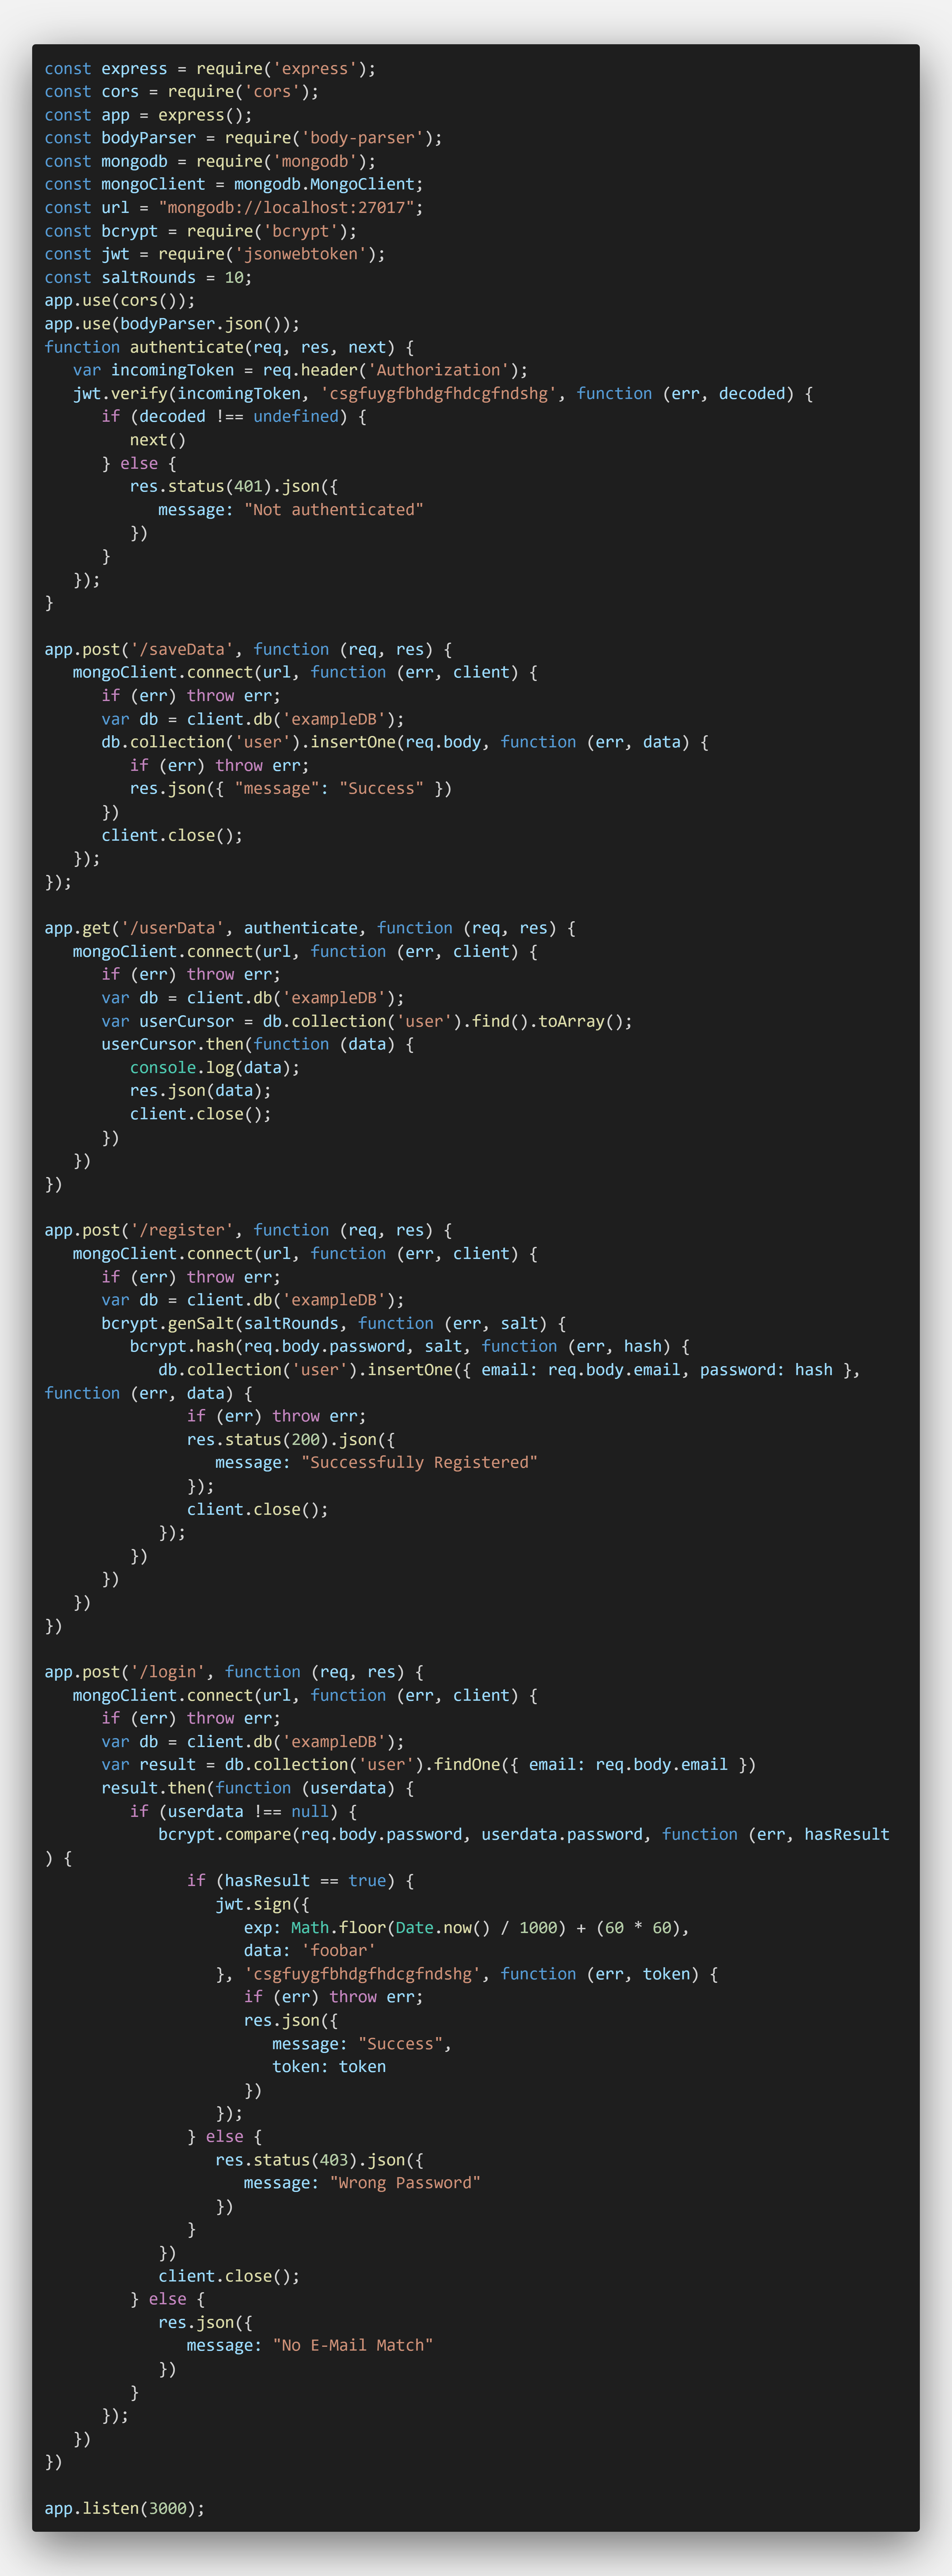 const express = require('express');
const cors = require('cors');
const app = express();
const bodyParser = require('body-parser');
const mongodb = require('mongodb');
const mongoClient = mongodb.MongoClient;
const url = "mongodb://localhost:27017";
const bcrypt = require('bcrypt');
const jwt = require('jsonwebtoken');
const saltRounds = 10;
app.use(cors());
app.use(bodyParser.json());
function authenticate(req, res, next) {
   var incomingToken = req.header('Authorization');
   jwt.verify(incomingToken, 'csgfuygfbhdgfhdcgfndshg', function (err, decoded) {
      if (decoded !== undefined) {
         next()
      } else {
         res.status(401).json({
            message: "Not authenticated"
         })
      }
   });
}

app.post('/saveData', function (req, res) {
   mongoClient.connect(url, function (err, client) {
      if (err) throw err;
      var db = client.db('exampleDB');
      db.collection('user').insertOne(req.body, function (err, data) {
         if (err) throw err;
         res.json({ "message": "Success" })
      })
      client.close();
   });
});

app.get('/userData', authenticate, function (req, res) {
   mongoClient.connect(url, function (err, client) {
      if (err) throw err;
      var db = client.db('exampleDB');
      var userCursor = db.collection('user').find().toArray();
      userCursor.then(function (data) {
         console.log(data);
         res.json(data);
         client.close();
      })
   })
})

app.post('/register', function (req, res) {
   mongoClient.connect(url, function (err, client) {
      if (err) throw err;
      var db = client.db('exampleDB');
      bcrypt.genSalt(saltRounds, function (err, salt) {
         bcrypt.hash(req.body.password, salt, function (err, hash) {
            db.collection('user').insertOne({ email: req.body.email, password: hash },
function (err, data) {
               if (err) throw err;
               res.status(200).json({
                  message: "Successfully Registered"
               });
               client.close();
            });
         })
      })
   })
})

app.post('/login', function (req, res) {
   mongoClient.connect(url, function (err, client) {
      if (err) throw err;
      var db = client.db('exampleDB');
      var result = db.collection('user').findOne({ email: req.body.email })
      result.then(function (userdata) {
         if (userdata !== null) {
            bcrypt.compare(req.body.password, userdata.password, function (err, hasResult
) {
               if (hasResult == true) {
                  jwt.sign({
                     exp: Math.floor(Date.now() / 1000) + (60 * 60),
                     data: 'foobar'
                  }, 'csgfuygfbhdgfhdcgfndshg', function (err, token) {
                     if (err) throw err;
                     res.json({
                        message: "Success",
                        token: token
                     })
                  });
               } else {
                  res.status(403).json({
                     message: "Wrong Password"
                  })
               }
            })
            client.close();
         } else {
            res.json({
               message: "No E-Mail Match"
            })
         }
      });
   })
})

app.listen(3000);